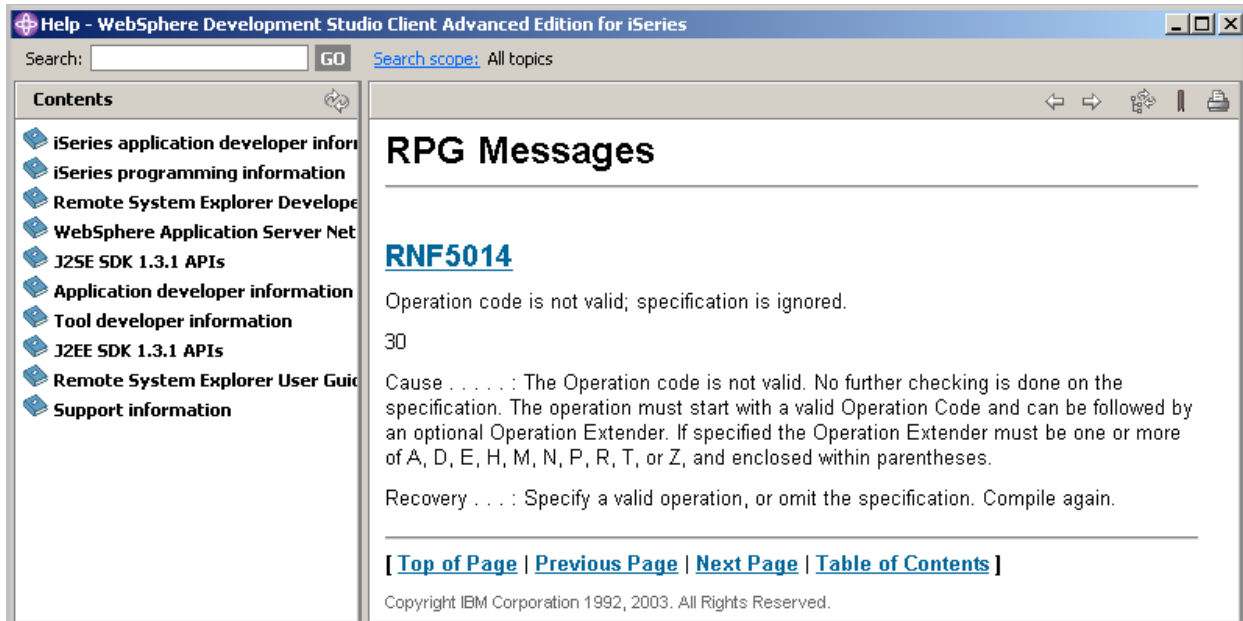 Help - WebSphere Development Studio Client Advanced Edition for iSeries
Search: GO Search scope: All topics
Contents
iSeries application developer infor
iSeries programming information
Remote System Explorer Develope
WebSphere Application Server Net
J2SE SDK 1.3.1 APIs
Application developer information
Tool developer information
J2EE SDK 1.3.1 APIs
Remote System Explorer User Guid
Support information
RPG Messages
RNF5014
Operation code is not valid; specification is ignored.
30
Cause . . . . . : The Operation code is not valid. No further checking is done on the
specification. The operation must start with a valid Operation Code and can be followed by
an optional Operation Extender. If specified the Operation Extender must be one or more
of A, D, E, H, M, N, P, R, T, or Z, and enclosed within parentheses.
Recovery . . . : Specify a valid operation, or omit the specification. Compile again.
[ Top of Page | Previous Page | Next Page | Table of Contents ]
Copyright IBM Corporation 1992, 2003. All Rights Reserved.